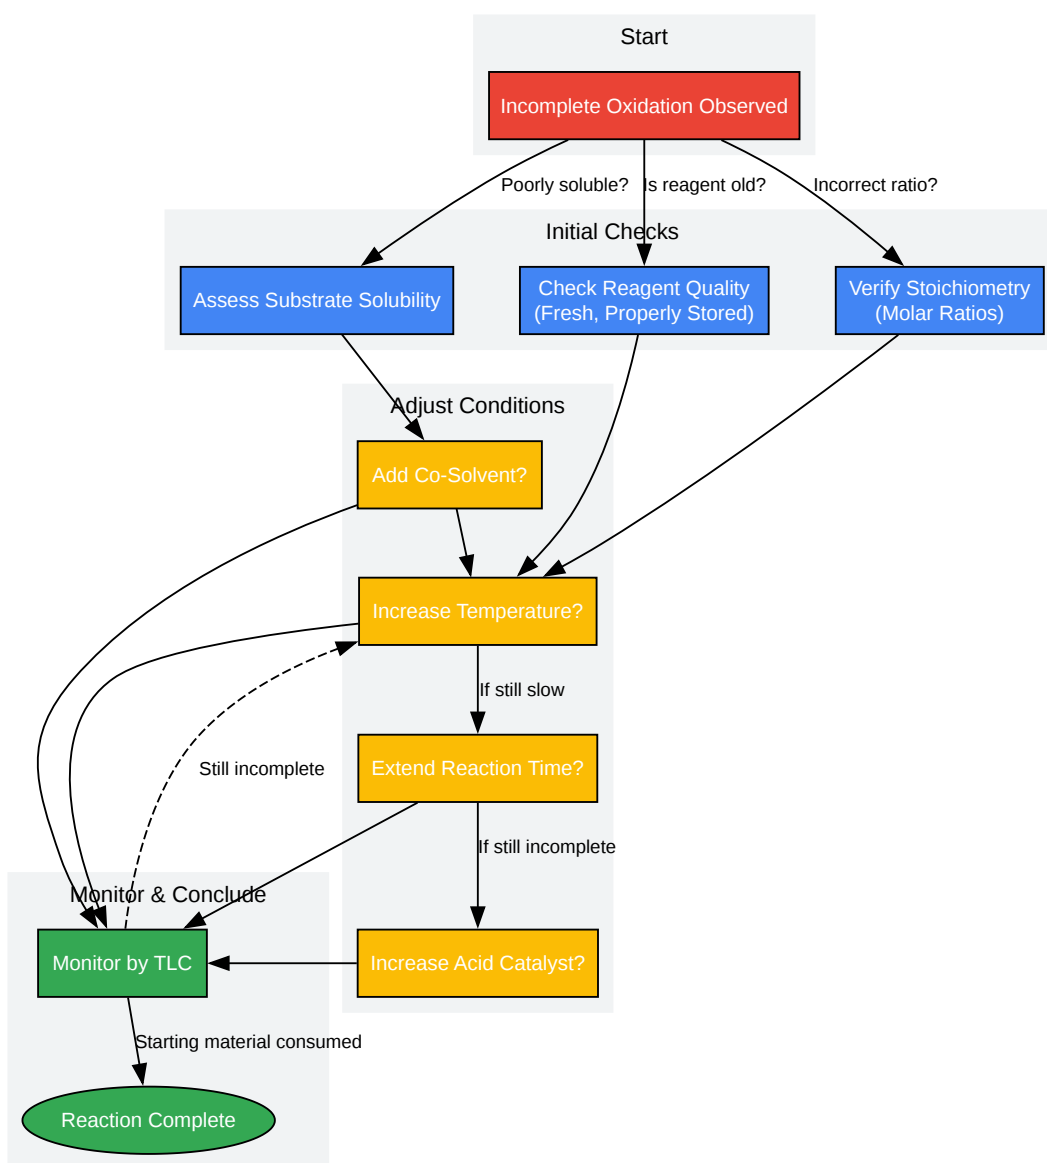 Start
Incomplete Oxidation Observed
Poorly soluble?
Is reagent old?
Incorrect ratio?
Initial Checks
Assess Substrate Solubility
Check Reagent Quality
(Fresh, Properly Stored)
Verify Stoichiometry
(Molar Ratios)
Adjust Conditions
Add Co-Solvent?
Increase Temperature?
If still slow
Extend Reaction Time?
Still incomplete
If still incomplete
Monitor & Conclude
Monitor by TLC
Increase Acid Catalyst?
Starting material consumed
Reaction Complete